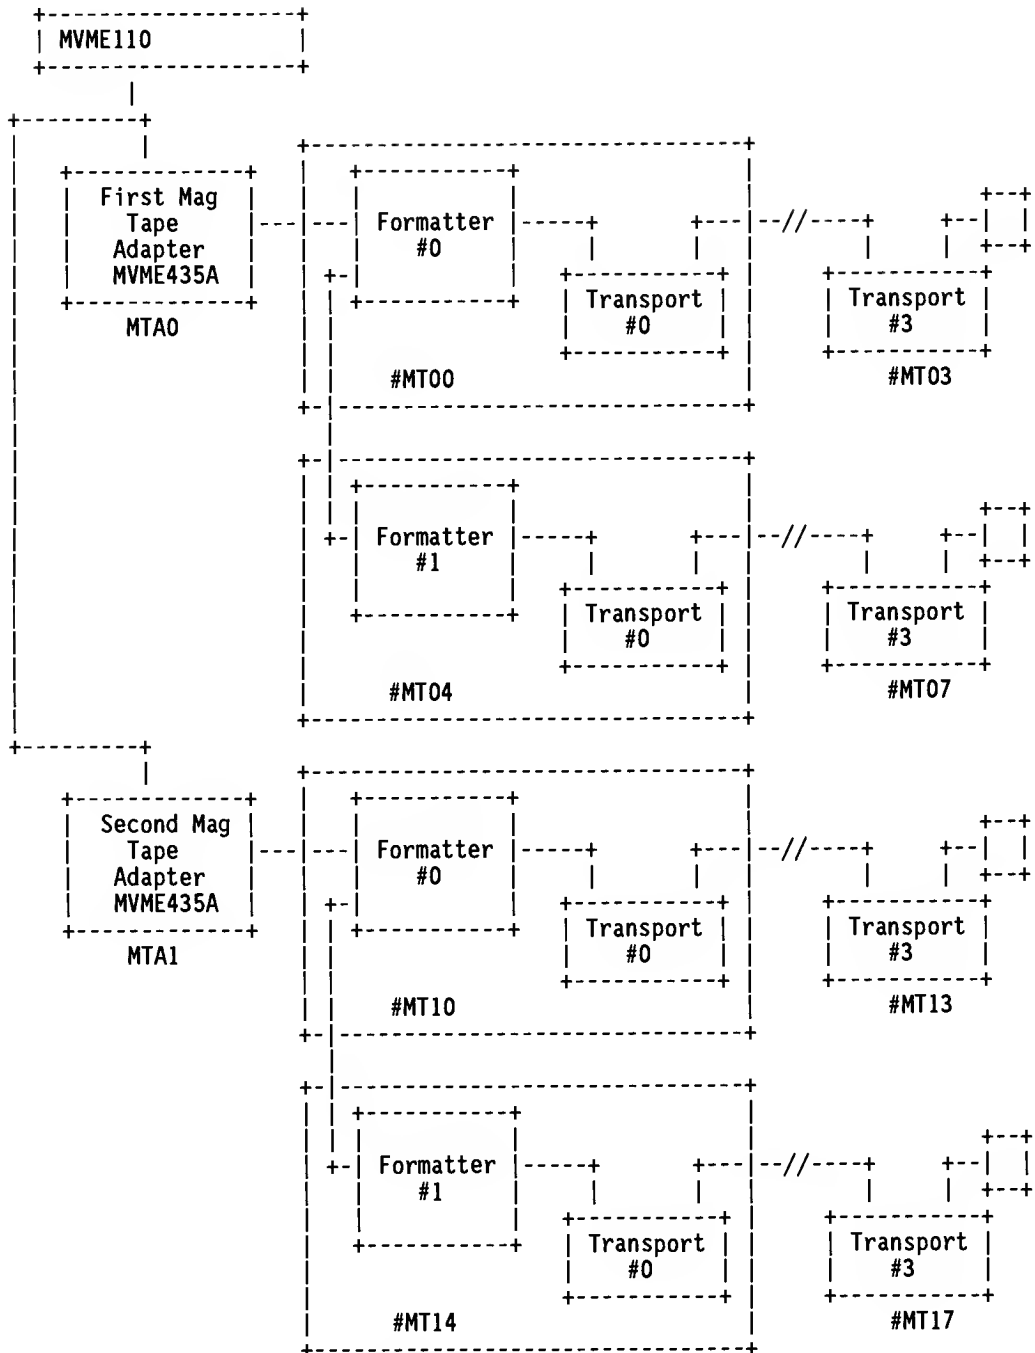 MVME110
First Mag
Tape
Adapter
MVME435A
MTA0
Formatter
#0
Transport
#0
#MT00
Transport
#3
#MT03
Formatter
#1
Transport
#0
#MT04
Transport
#3
#MT07
Second Mag
Tape
Adapter
MVME435A
MTA1
Formatter
#0
Transport
#0
#MT10
Transport
#3
#MT13
Formatter
#1
Transport
#0
#MT14
Transport
#3
#MT17